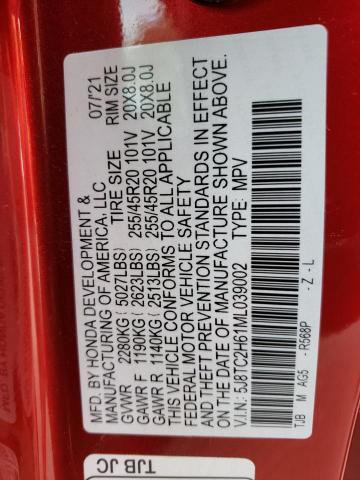 MFD. BY HONDA DEVELOPMENT & 07/'21
MANUFACTURING OF AMERICA, LLC
TIRE SIZE RIM SIZE
GVWR 2280KG (5027LBS) 255/45R20 101V 20X8.0J
GAWR F 1190KG (2623LBS) 255/45R20 101V 20X8.0J
GAWR R 1140KG (2513LBS)
THIS VEHICLE CONFORMS TO ALL APPLICABLE
FEDERAL MOTOR VEHICLE SAFETY
AND THEFT PREVENTION STANDARDS IN EFFECT
ON THE DATE OF MANUFACTURE SHOWN ABOVE.
V.I.N.: 5J8TC2H61ML039002 TYPE: MPV
TJB M AG5 - R568P
- Z - L
TJB JC